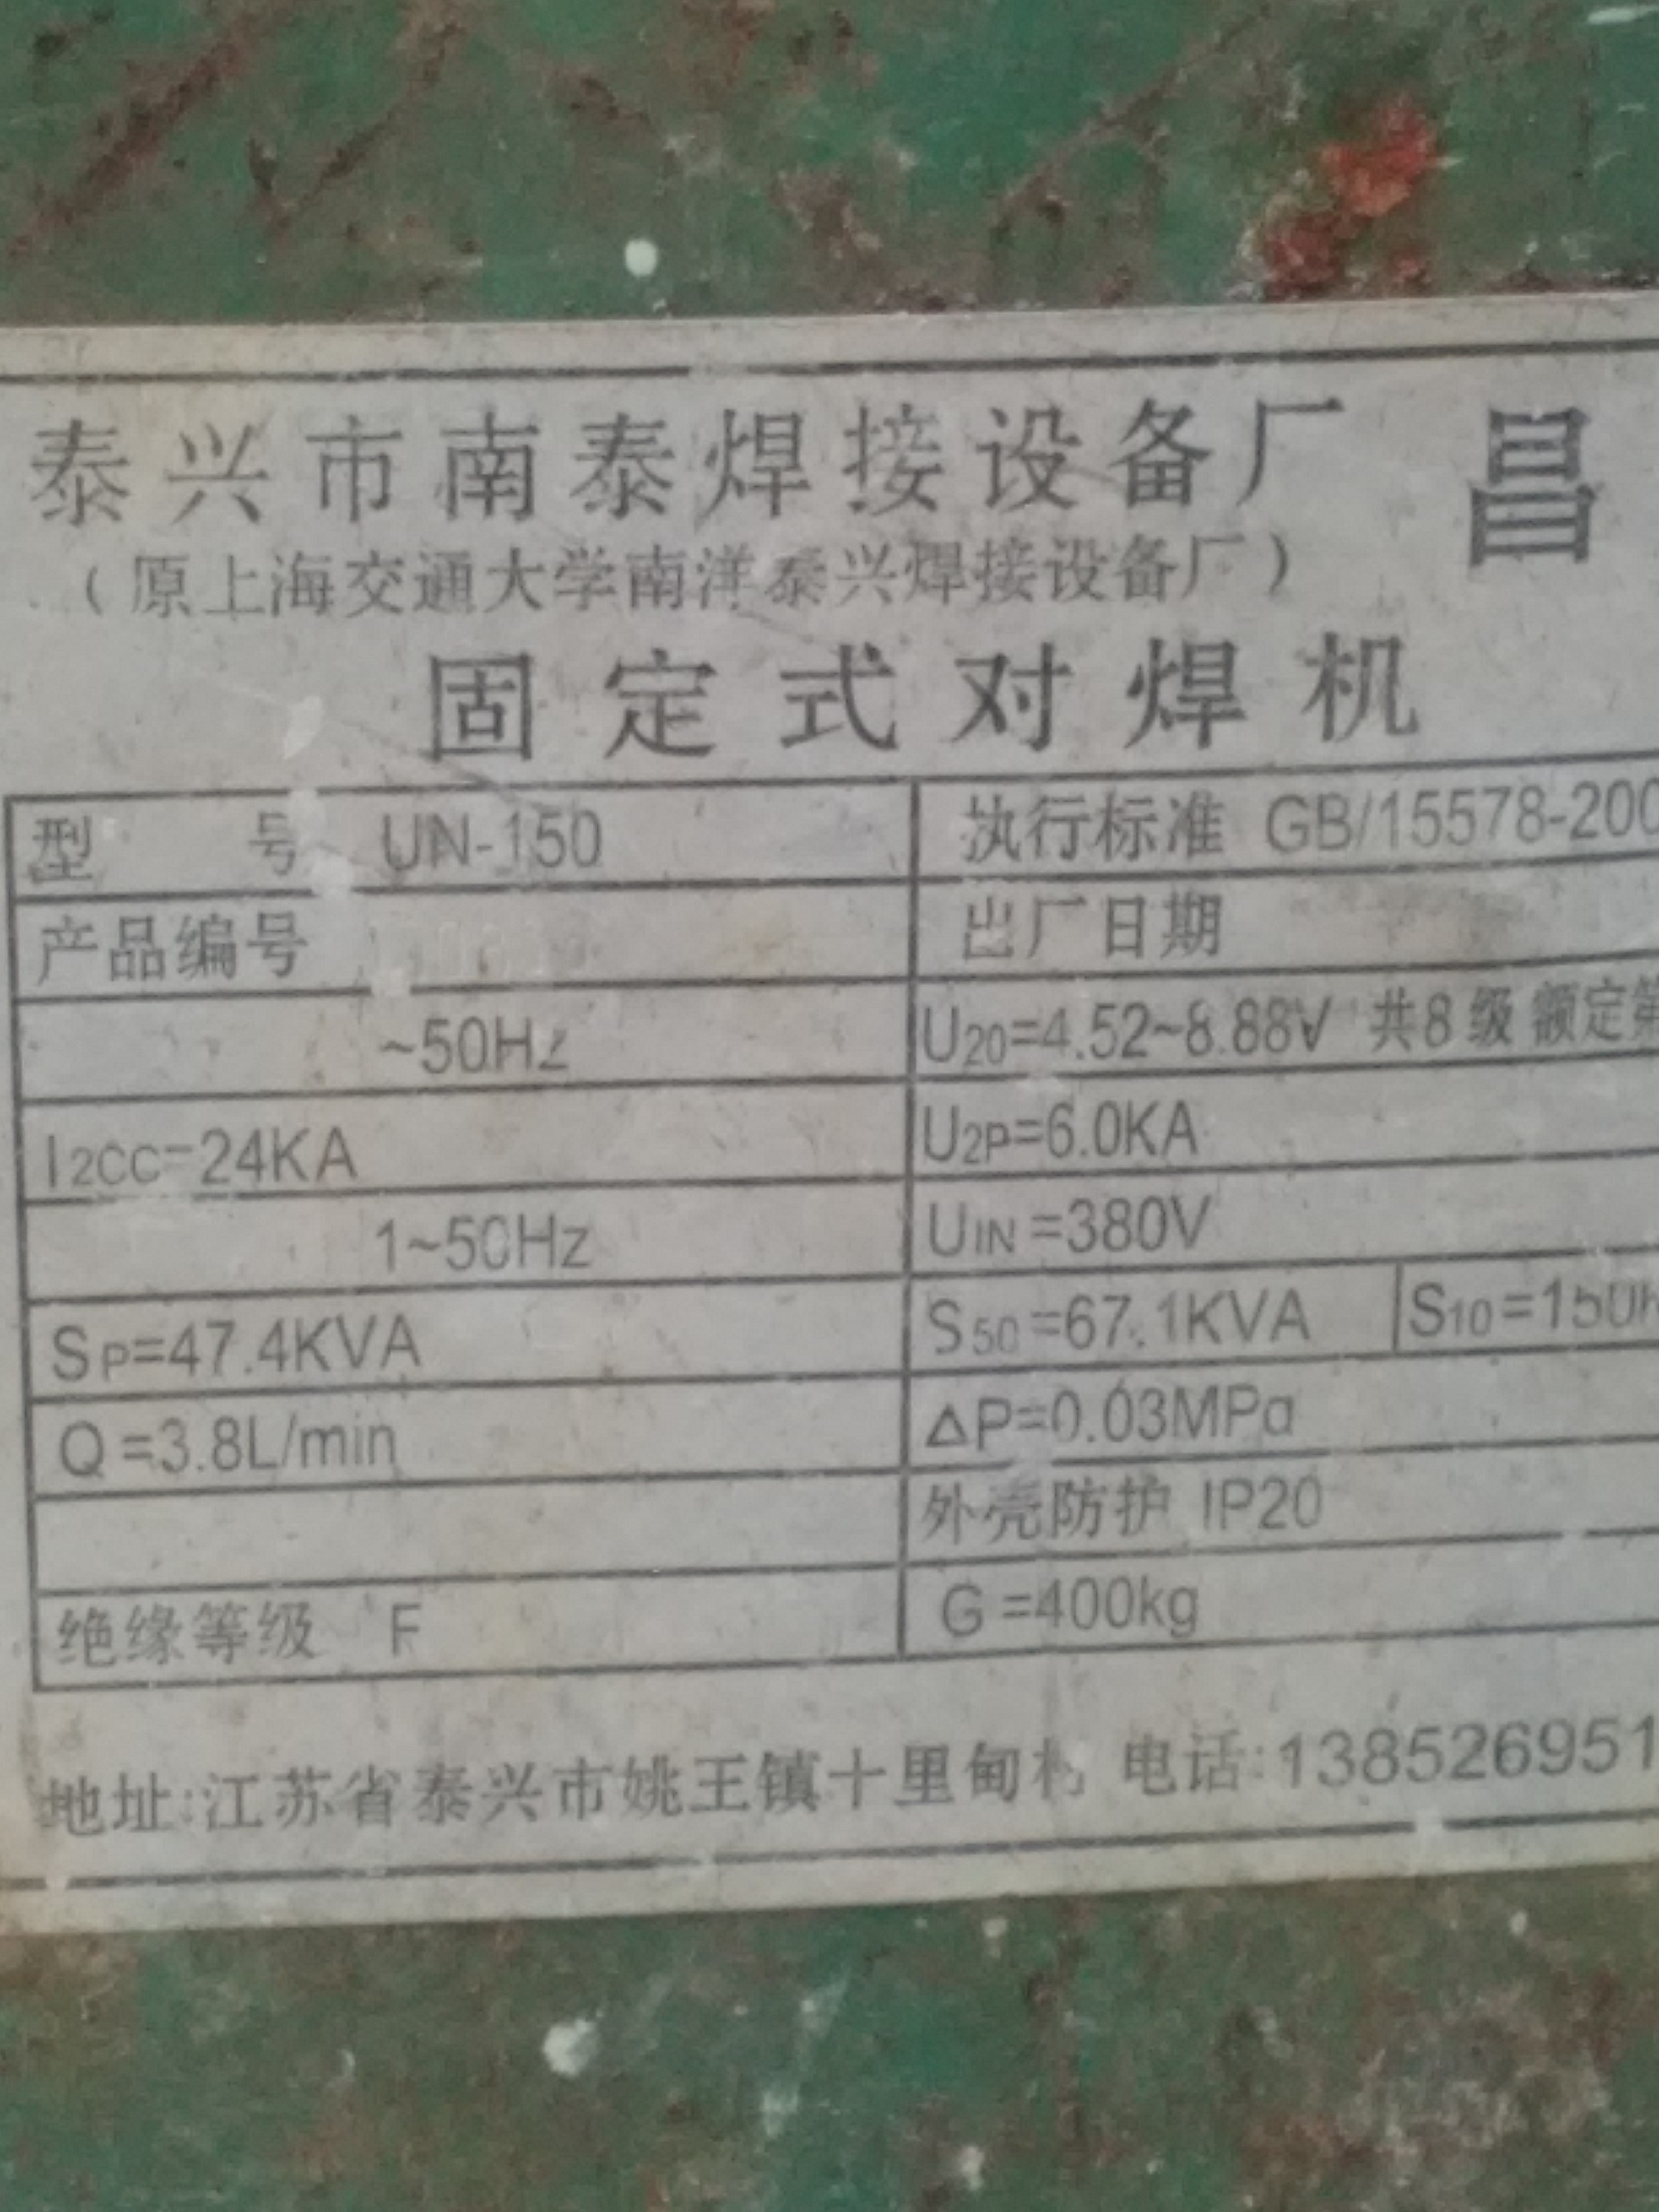 泰兴市南泰焊接设备厂 昌
（原上海交通大学南洋泰兴焊接设备厂）
固定式对焊机
型 号 UN-150 执行标准 GB/15578-200
产品编号 出厂日期
~50Hz U20=4.52~8.88V 共8级 额定第
I2CC=24KA U2P=6.0KA
1~50Hz UIN=380V
SP=47.4KVA S50=67.1KVA S10=150
Q=3.8L/min △P=0.03MPa
外壳防护 IP20
绝缘等级 F G=400kg
地址:江苏省泰兴市姚王镇十里甸村 电话:138526951